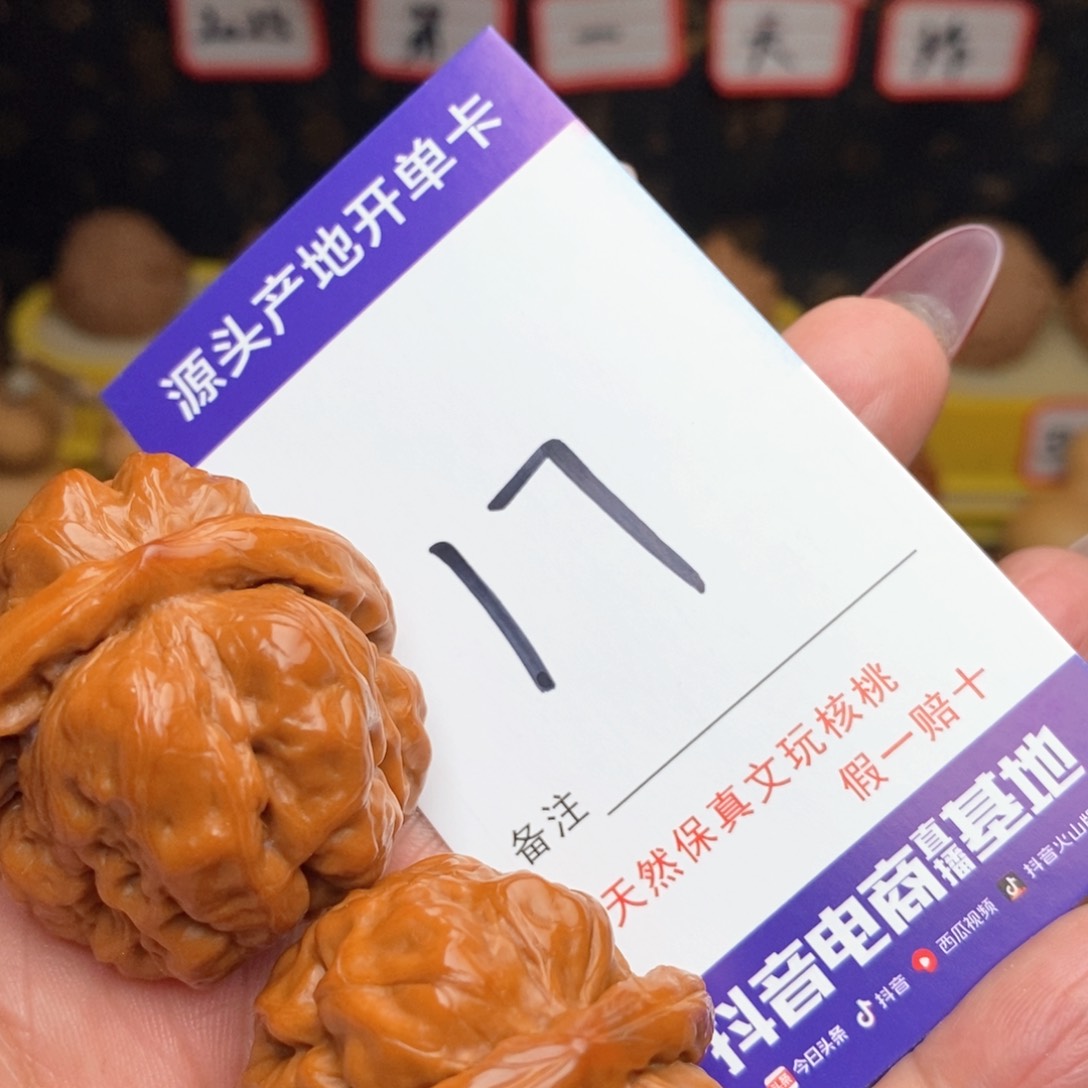 源头产地开单卡
17
备注
天然保真文玩核桃
假一赔十
抖音电商直播基地
今日头条 抖音 西瓜视频 抖音火山